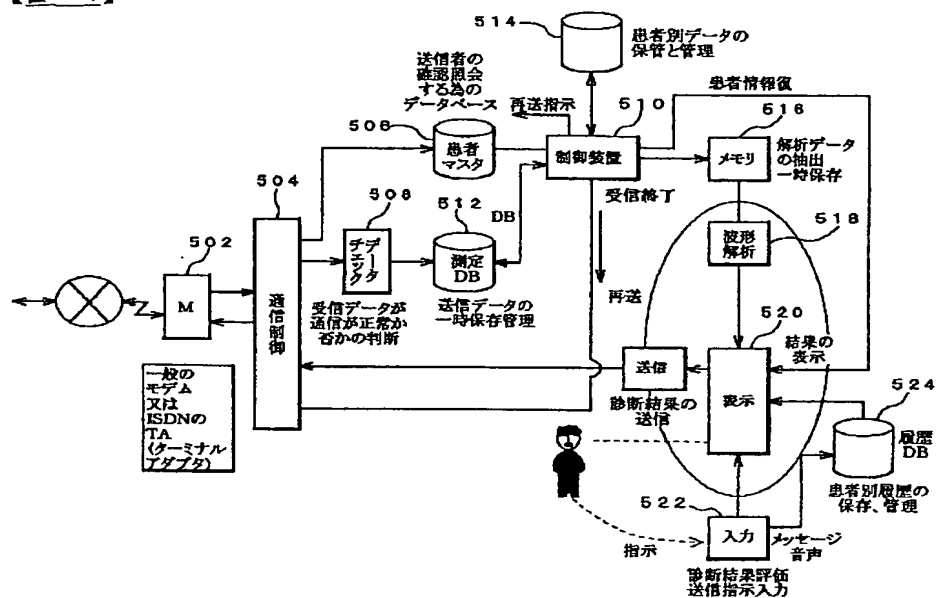 514
患者別データの
保管と管理
送信者の
確認照会
する為の
データベース
再送指示
510
患者情報復
516
506
患者
マスタ
制御装置
メモリ
解析データ
の抽出
一時保存
504
508
512
DB
受信終了
502
データ
チェック
測定
DB
波形
解析
518
M
通信制御
受信データが
通信が正常か
否かの判断
送信データの
一時保存管理
再送
520
結果の
表示
一般の
モデム
又は
ISDNの
TA
(ターミナル
アダプタ)
送信
表示
524
診断結果の
送信
履歴
DB
患者別履歴の
保存、管理
522
入力
メッセージ
音声
指示
診断結果評価
送信指示入力